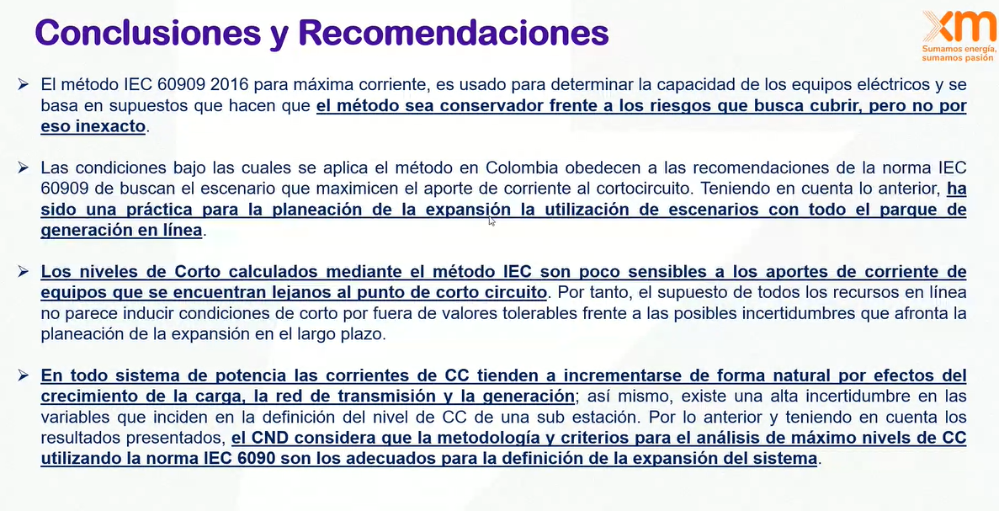 Conclusiones y Recomendaciones
xm
Sumamos energía,
sumamos pasión
➢ El método IEC 60909 2016 para máxima corriente, es usado para determinar la capacidad de los equipos eléctricos y se
basa en supuestos que hacen que el método sea conservador frente a los riesgos que busca cubrir, pero no por
eso inexacto.
➢ Las condiciones bajo las cuales se aplica el método en Colombia obedecen a las recomendaciones de la norma IEC
60909 de buscan el escenario que maximicen el aporte de corriente al cortocircuito. Teniendo en cuenta lo anterior, ha
sido una práctica para la planeación de la expansión la utilización de escenarios con todo el parque de
generación en línea.
➢ Los niveles de Corto calculados mediante el método IEC son poco sensibles a los aportes de corriente de
equipos que se encuentran lejanos al punto de corto circuito. Por tanto, el supuesto de todos los recursos en línea
no parece inducir condiciones de corto por fuera de valores tolerables frente a las posibles incertidumbres que afronta la
planeación de la expansión en el largo plazo.
➢ En todo sistema de potencia las corrientes de CC tienden a incrementarse de forma natural por efectos del
crecimiento de la carga, la red de transmisión y la generación; así mismo, existe una alta incertidumbre en las
variables que inciden en la definición del nivel de CC de una sub estación. Por lo anterior y teniendo en cuenta los
resultados presentados, el CND considera que la metodología y criterios para el análisis de máximo nivels de CC
utilizando la norma IEC 6090 son los adecuados para la definición de la expansión del sistema.